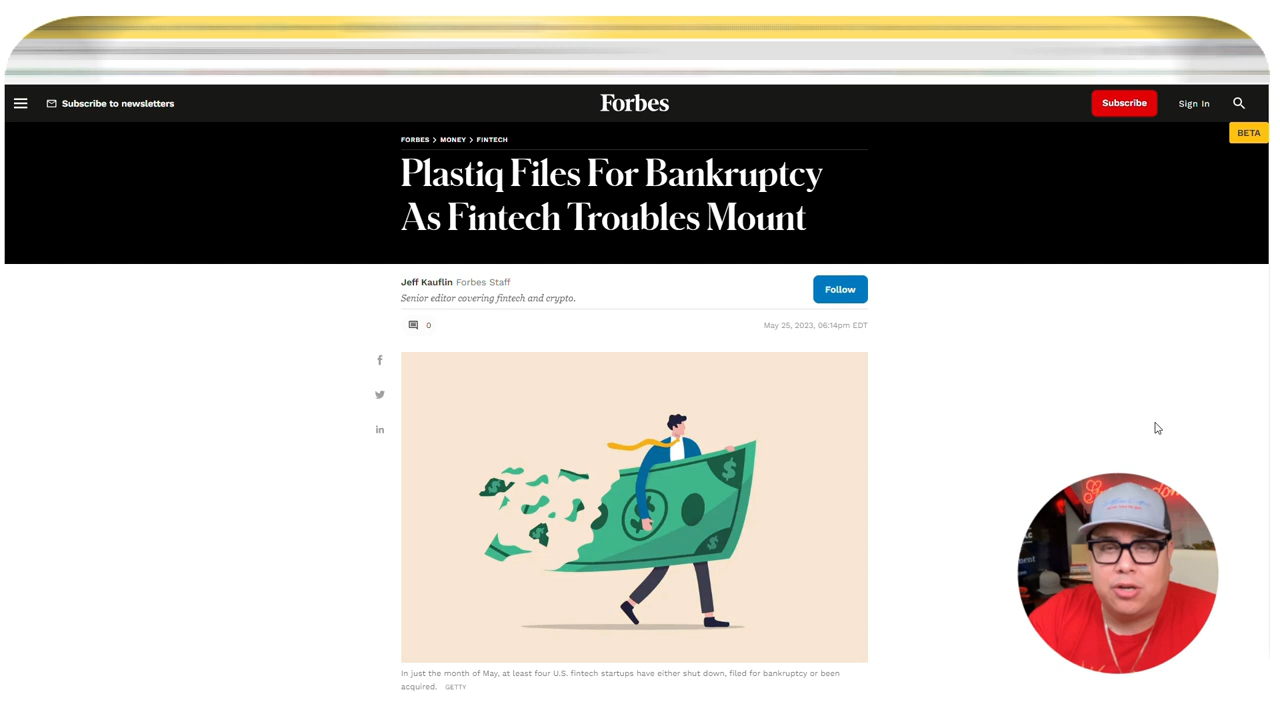 Subscribe to newsletters
Forbes
Subscribe
Sign In
BETA
FORBES > MONEY > FINTECH
Plastiq Files For Bankruptcy
As Fintech Troubles Mount
Jeff Kauflin Forbes Staff
Senior editor covering fintech and crypto.
Follow
0
May 25, 2023, 06:14pm EDT
In just the month of May, at least four U.S. fintech startups have either shut down, filed for bankruptcy or been
acquired. GETTY